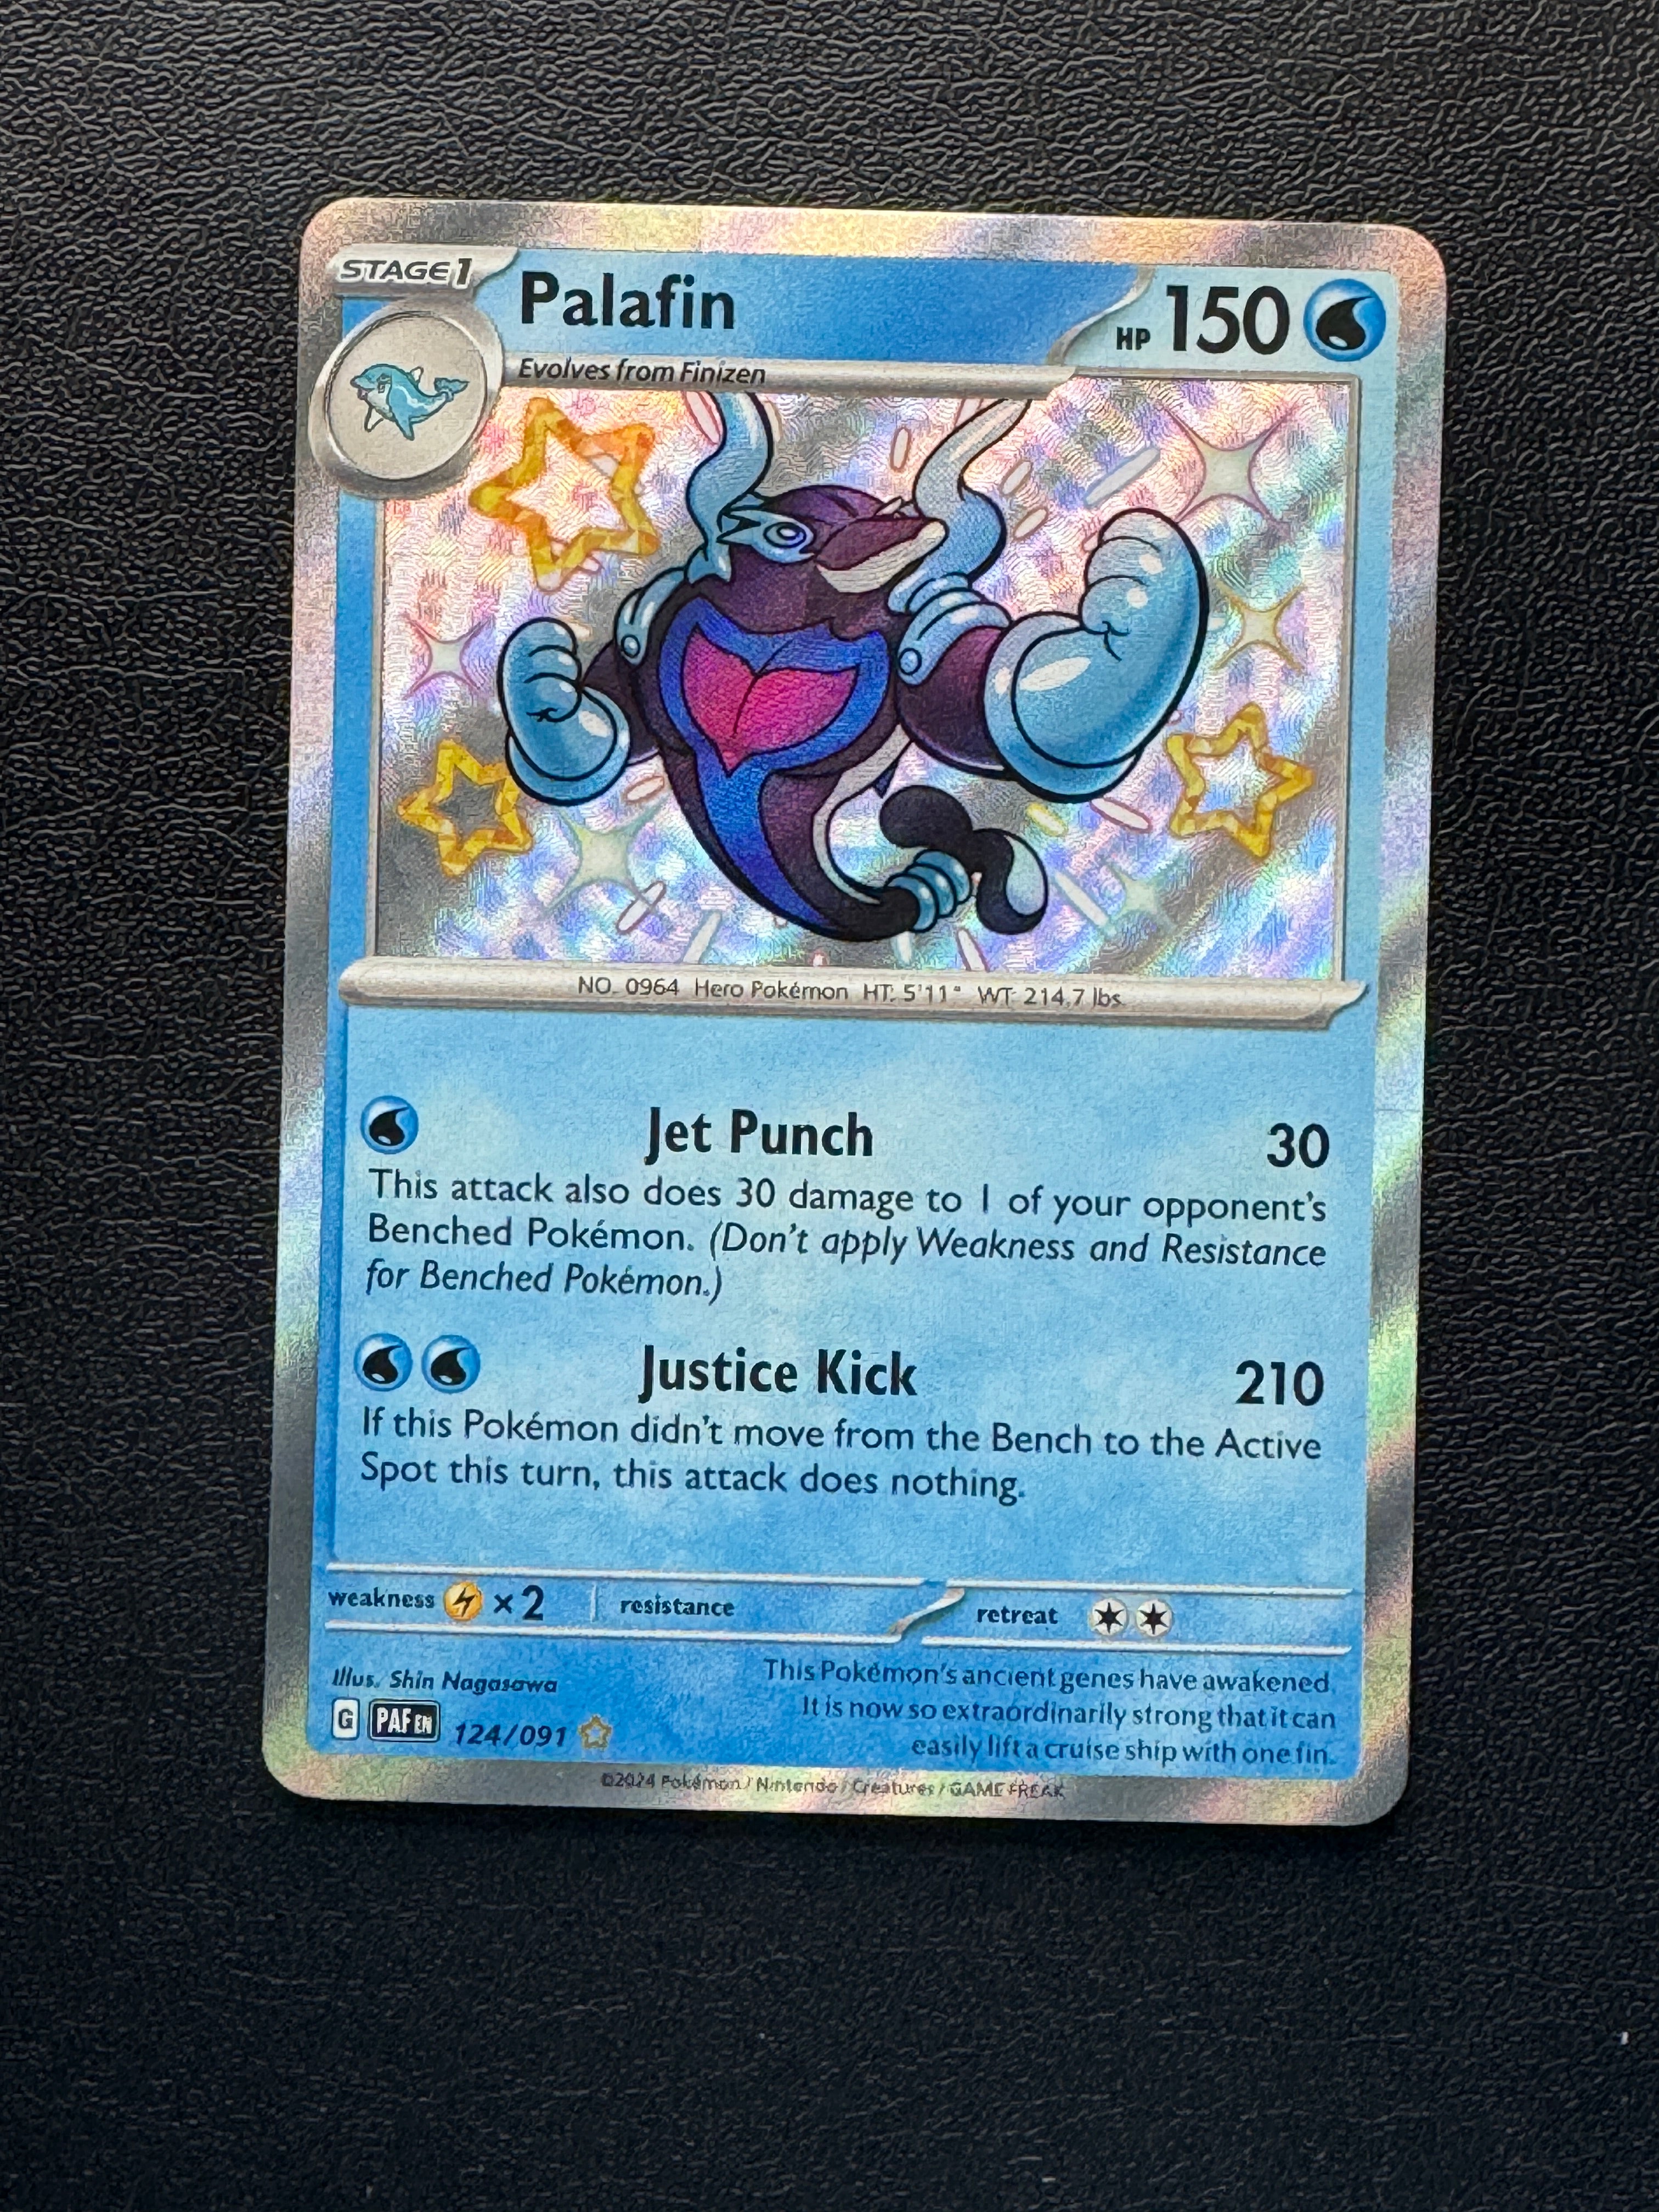 STAGE 1
Palafin
HP 150
Evolves from Finizen
NO. 0964 Hero Pokémon HT: 5'11" WT: 214.7 lbs.
Jet Punch 30
This attack also does 30 damage to 1 of your opponent's
Benched Pokémon. (Don't apply Weakness and Resistance
for Benched Pokémon.)
Justice Kick 210
If this Pokémon didn't move from the Bench to the Active
Spot this turn, this attack does nothing.
weakness ×2 resistance retreat
Illus. Shin Nagasawa
G PAF EN 124/091
This Pokémon's ancient genes have awakened.
It is now so extraordinarily strong that it can
easily lift a cruise ship with one fin.
©2024 Pokémon / Nintendo / Creatures / GAME FREAK